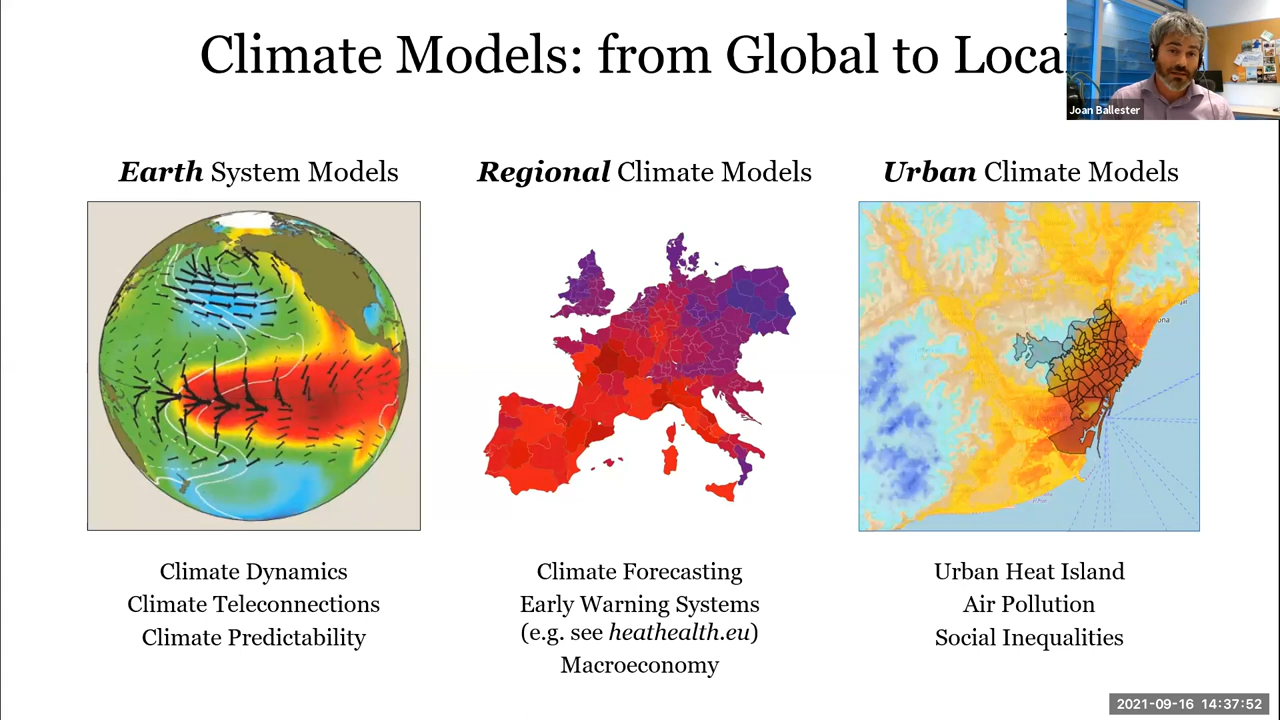 Climate Models: from Global to Loca
Joan Ballester
Earth System Models
Regional Climate Models
Urban Climate Models
Climate Dynamics
Climate Teleconnections
Climate Predictability
Climate Forecasting
Early Warning Systems
(e.g. see heathealth.eu)
Macroeconomy
Urban Heat Island
Air Pollution
Social Inequalities
2021-09-16 14:37:52